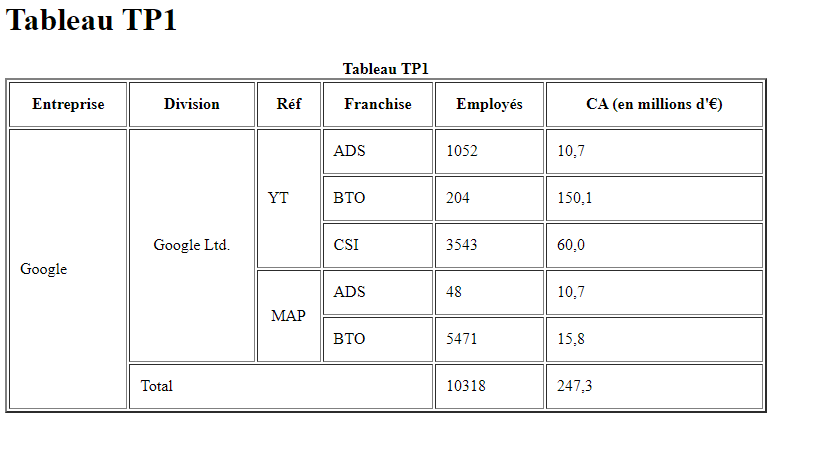 Tableau TP1
Tableau TP1
Entreprise Division Réf Franchise Employés CA (en millions d'€)
Google Google Ltd. YT ADS 1052 10,7
BTO 204 150,1
CSI 3543 60,0
MAP ADS 48 10,7
BTO 5471 15,8
Total 10318 247,3